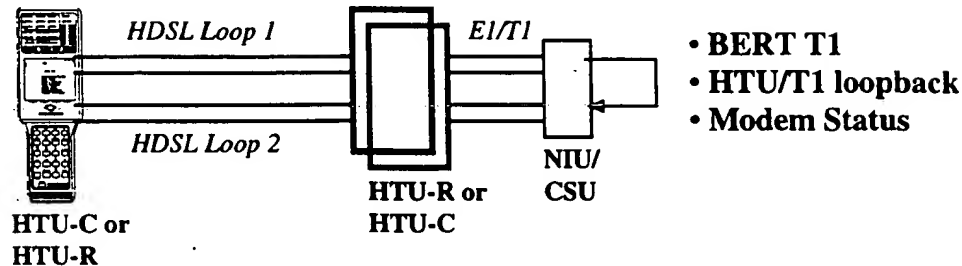 HDSL Loop 1
E1/T1
HDSL Loop 2
HTU-C or
HTU-R
HTU-R or
HTU-C
NIU/
CSU
• BERT T1
• HTU/T1 loopback
• Modem Status